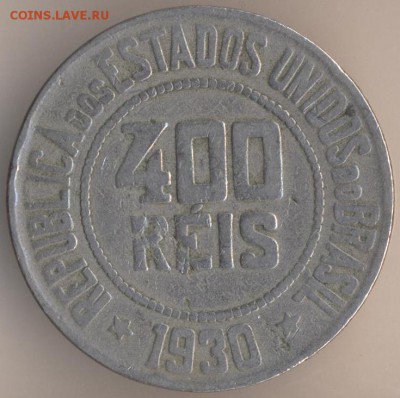 COINS.LAVE.RU
REPUBLICA DOS ESTADOS UNIDOS DO BRASIL
400
RÉIS
1930